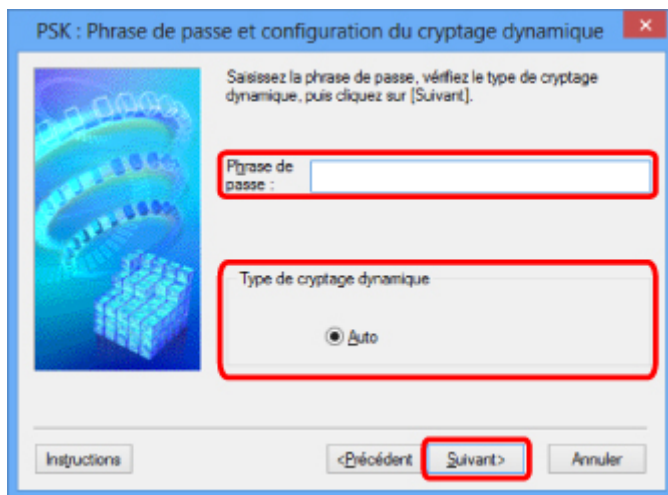 PSK : Phrase de passe et configuration du cryptage dynamique
Saisissez la phrase de passe, vérifiez le type de cryptage
dynamique, puis cliquez sur [Suivant].
Phrase de
passe :
Type de cryptage dynamique
Auto
Instructions
<Précédent
Suivant>
Annuler